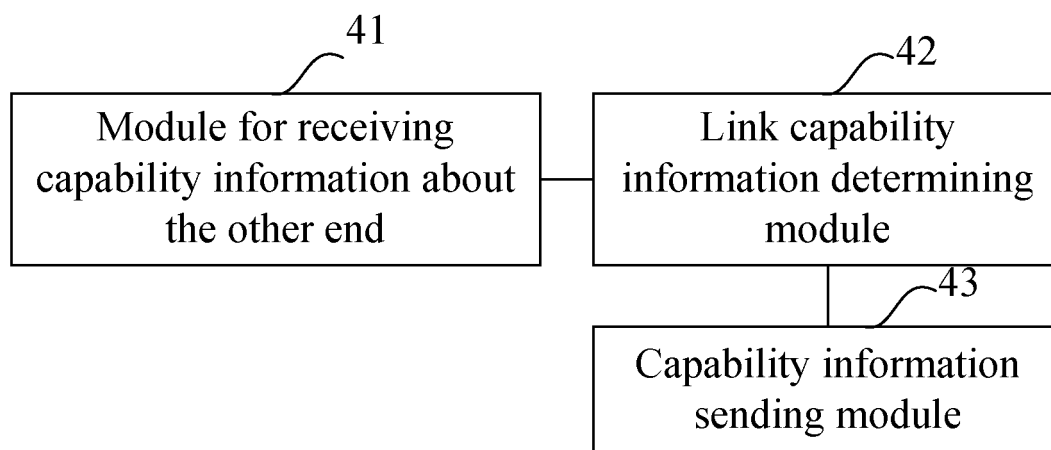 41
Module for receiving
capability information about
the other end
42
Link capability
information determining
module
43
Capability information
sending module